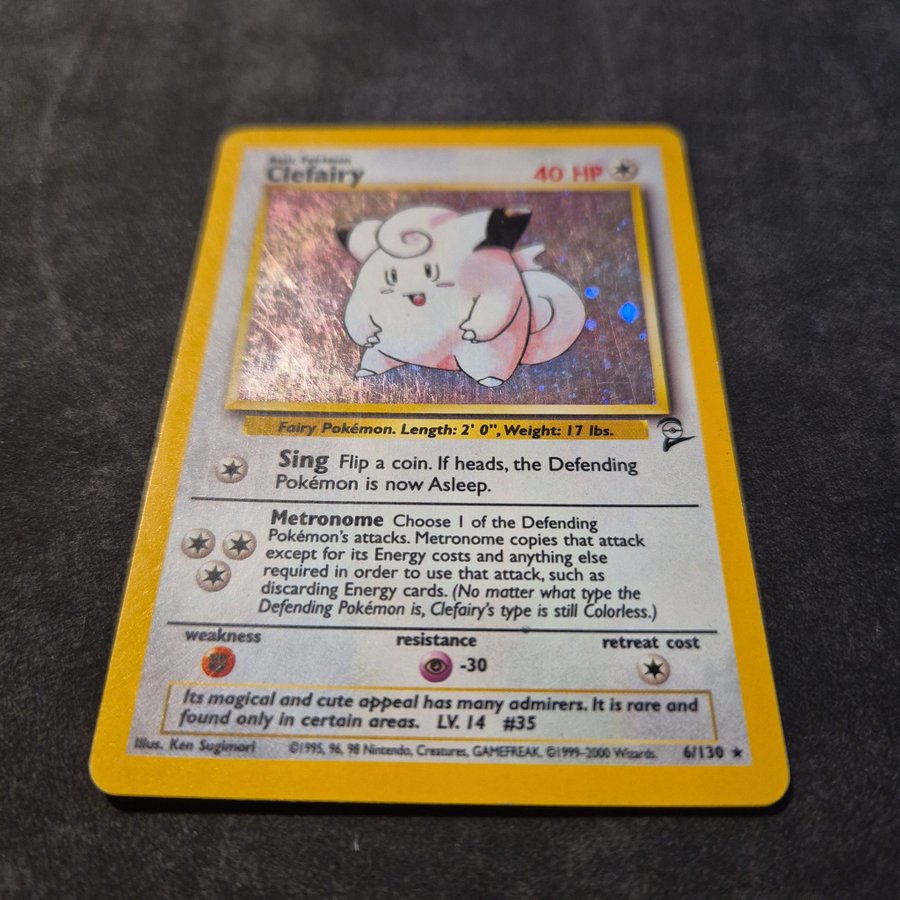 Basic Pokémon
Clefairy
40 HP
Fairy Pokémon. Length: 2' 0", Weight: 17 lbs.
Sing Flip a coin. If heads, the Defending
Pokémon is now Asleep.
Metronome Choose 1 of the Defending
Pokémon's attacks. Metronome copies that attack
except for its Energy costs and anything else
required in order to use that attack, such as
discarding Energy cards. (No matter what type the
Defending Pokémon is, Clefairy's type is still Colorless.)
weakness
resistance
retreat cost
-30
Its magical and cute appeal has many admirers. It is rare and
found only in certain areas. LV. 14 #35
Illus. Ken Sugimori ©1995, 96, 98 Nintendo, Creatures, GAMEFREAK. ©1999-2000 Wizards. 6/130 ★